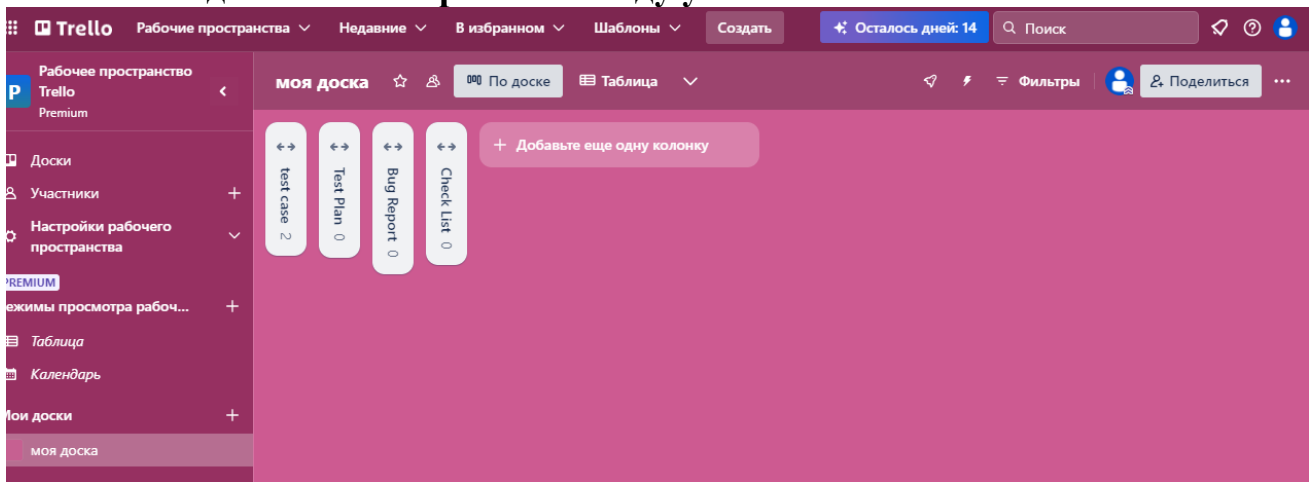 Trello Рабочие пространства Недавние В избранном Шаблоны Создать Осталось дней: 14 Поиск
Рабочее пространство
P Trello
Premium
моя доска По доске Таблица Фильтры Поделиться
Доски
Участники
Настройки рабочего
пространства
PREMIUM
ежимы просмотра рабоч...
Таблица
Календарь
Мои доски
моя доска
test case 2
Test Plan 0
Bug Report 0
Check List 0
+ Добавьте еще одну колонку